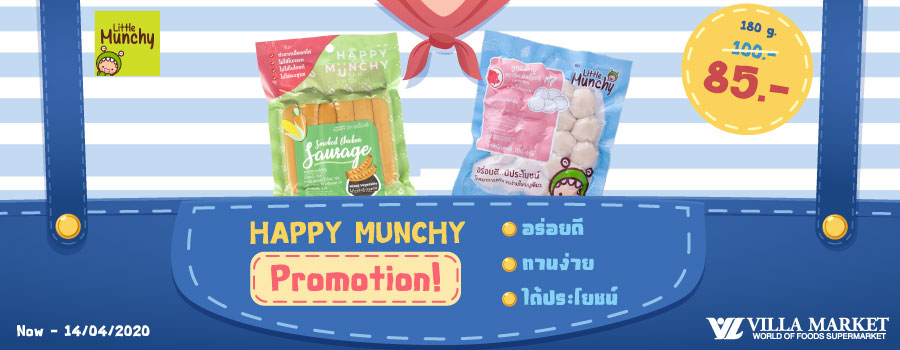 Little
Munchy
HAPPY
MUNCHY
Smoked Chicken
Sausage
Little
Munchy
อร่อยดี...มีประโยชน์
180 g.
100.-
85.-
HAPPY MUNCHY
Promotion!
อร่อยดี
ทานง่าย
ได้ประโยชน์
Now - 14/04/2020
VILLA MARKET
WORLD OF FOODS SUPERMARKET